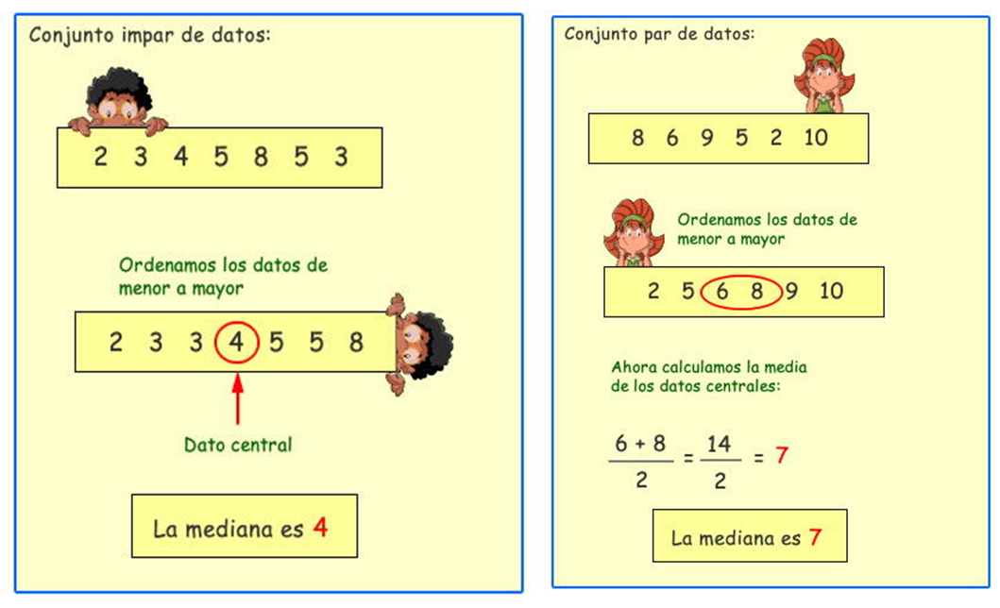 Conjunto impar de datos:
2 3 4 5 8 5 3
Ordenamos los datos de
menor a mayor
2 3 3 4 5 5 8
Dato central
La mediana es 4
Conjunto par de datos:
8 6 9 5 2 10
Ordenamos los datos de
menor a mayor
2 5 6 8 9 10
Ahora calculamos la media
de los datos centrales:
6 + 8 14
= = 7
2 2
La mediana es 7